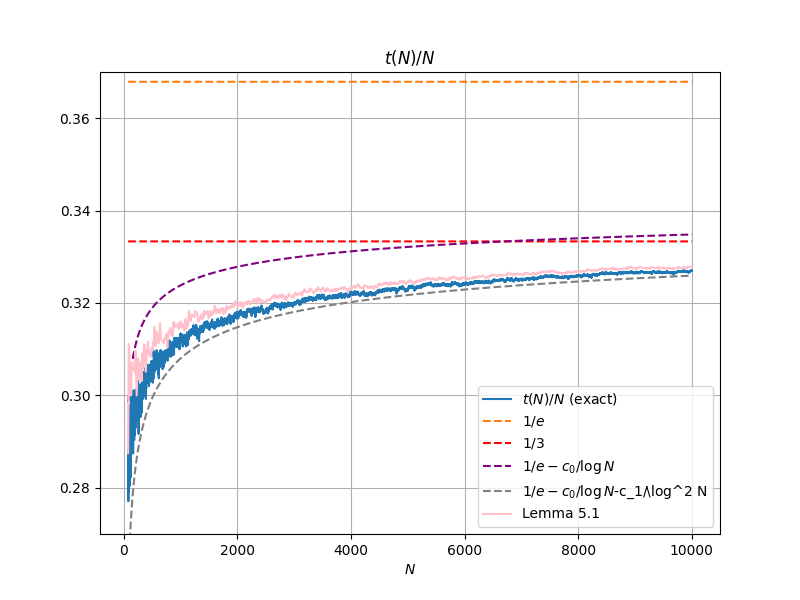 t(N)/N
0.36
0.34
0.32
0.30
0.28
0
2000
4000
6000
8000
10000
N
t(N)/N (exact)
1/e
1/3
1/e − c₀/log N
1/e − c₀/log N-c_1/\log^2 N
Lemma 5.1